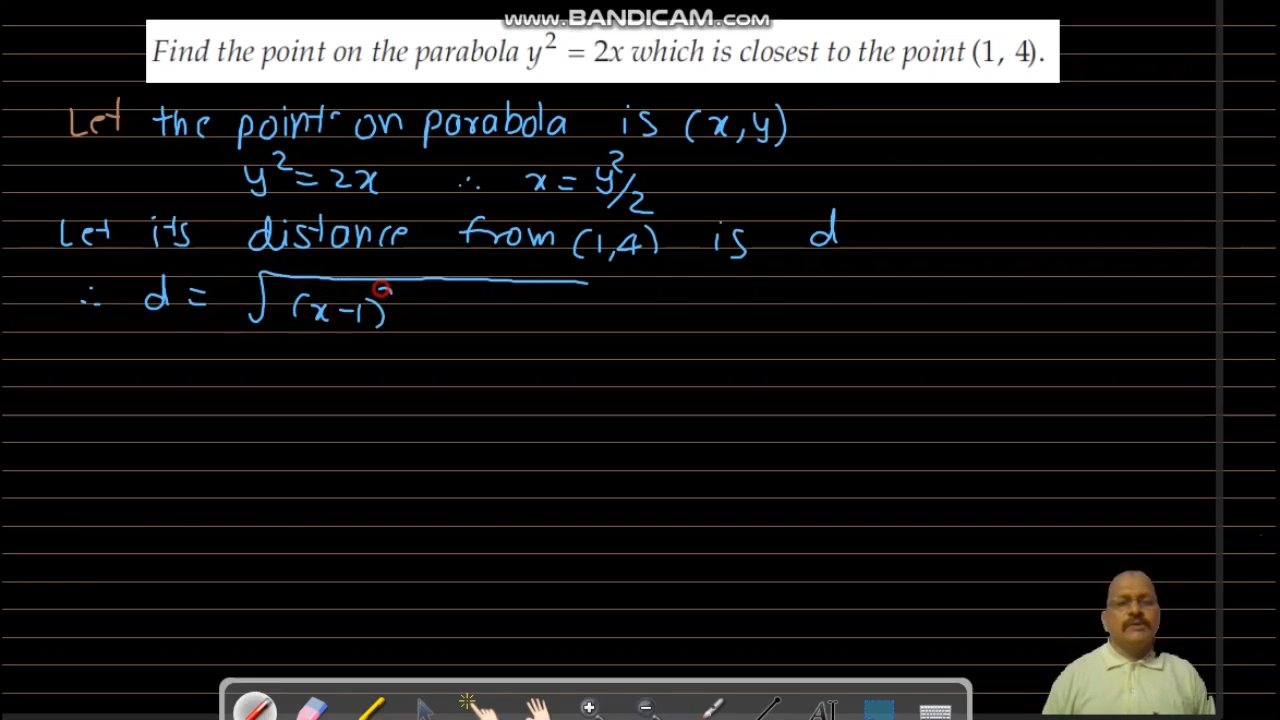 www.BANDICAM.com
Find the point on the parabola y² = 2x which is closest to the point (1, 4).
Let the point on parabola is (x,y)
y² = 2x ∴ x = y²/2
Let its distance from (1,4) is d
∴ d = √(x-1)²